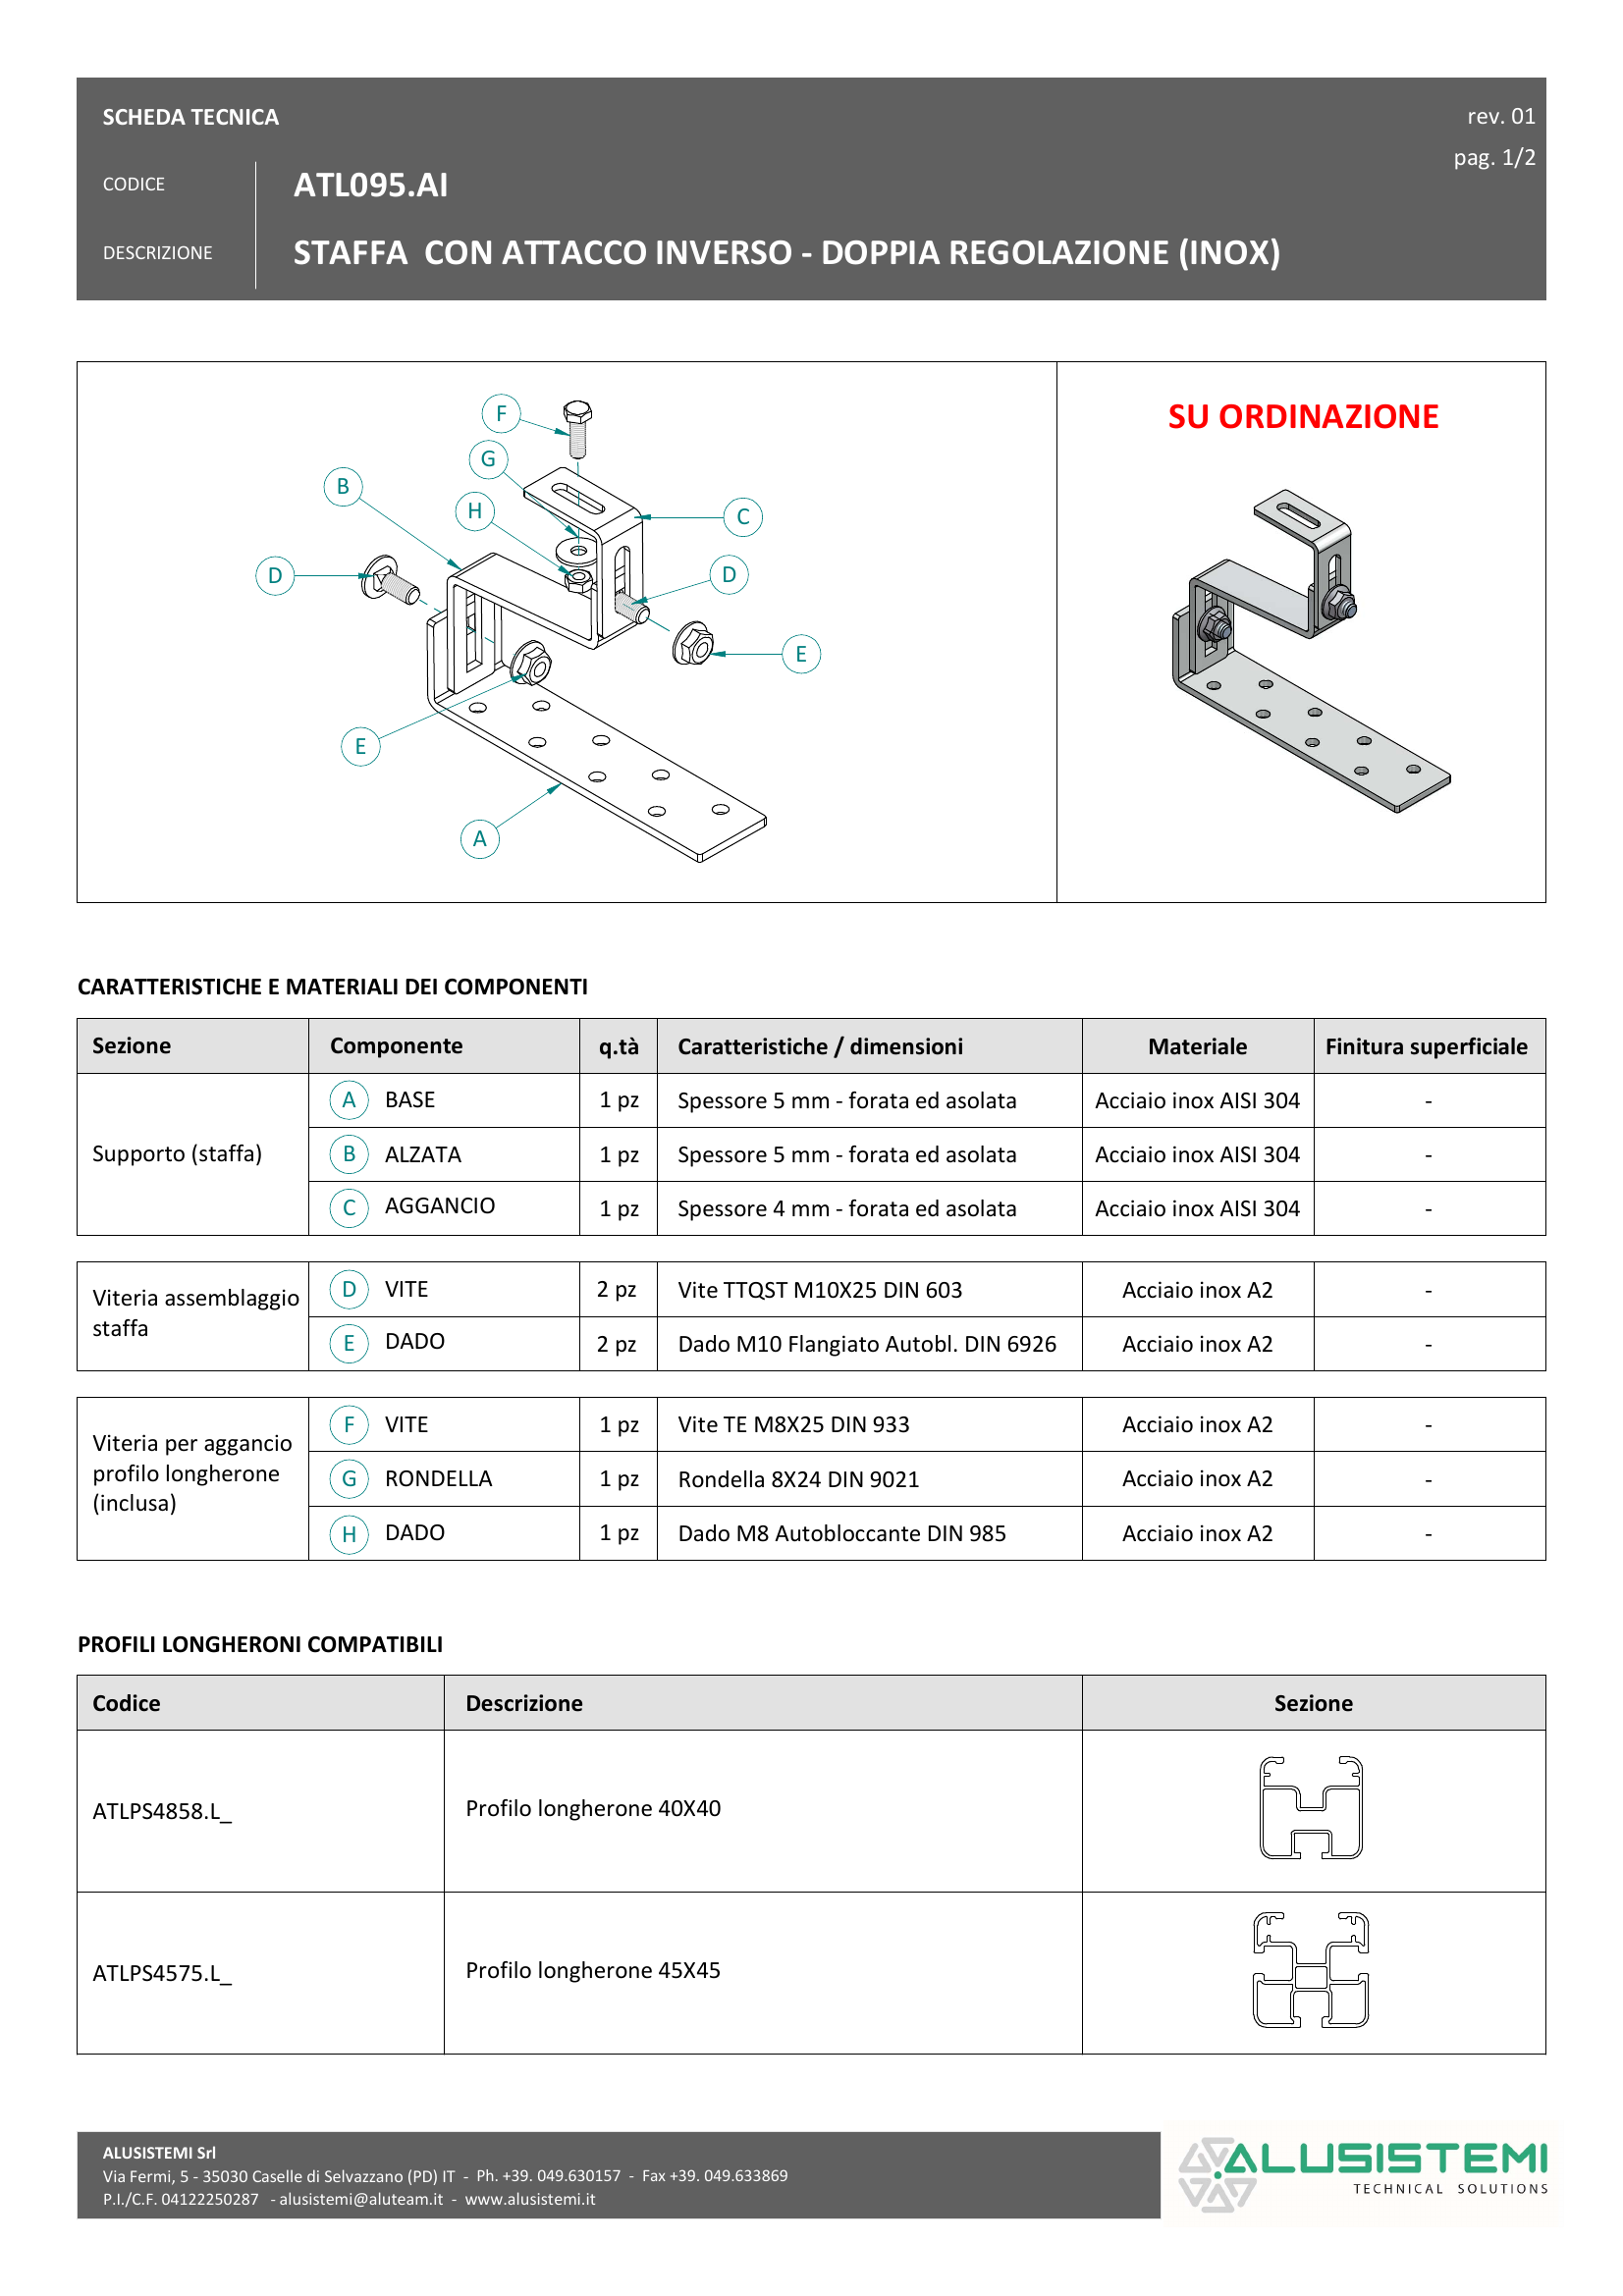 SCHEDA TECNICA
rev. 01
pag. 1/2
CODICE
ATL095.AI
DESCRIZIONE
STAFFA CON ATTACCO INVERSO - DOPPIA REGOLAZIONE (INOX)
SU ORDINAZIONE
F
G
B
H
C
D
D
E
E
A
CARATTERISTICHE E MATERIALI DEI COMPONENTI
Sezione Componente q.tà Caratteristiche / dimensioni Materiale Finitura superficiale
Supporto (staffa)
A BASE 1 pz Spessore 5 mm - forata ed asolata Acciaio inox AISI 304 -
B ALZATA 1 pz Spessore 5 mm - forata ed asolata Acciaio inox AISI 304 -
C AGGANCIO 1 pz Spessore 4 mm - forata ed asolata Acciaio inox AISI 304 -
Viteria assemblaggio
staffa
D VITE 2 pz Vite TTQST M10X25 DIN 603 Acciaio inox A2 -
E DADO 2 pz Dado M10 Flangiato Autobl. DIN 6926 Acciaio inox A2 -
Viteria per aggancio
profilo longherone
(inclusa)
F VITE 1 pz Vite TE M8X25 DIN 933 Acciaio inox A2 -
G RONDELLA 1 pz Rondella 8X24 DIN 9021 Acciaio inox A2 -
H DADO 1 pz Dado M8 Autobloccante DIN 985 Acciaio inox A2 -
PROFILI LONGHERONI COMPATIBILI
Codice Descrizione Sezione
ATLPS4858.L_ Profilo longherone 40X40
ATLPS4575.L_ Profilo longherone 45X45
ALUSISTEMI Srl
Via Fermi, 5 - 35030 Caselle di Selvazzano (PD) IT - Ph. +39. 049.630157 - Fax +39. 049.633869
P.I./C.F. 04122250287 - alusistemi@aluteam.it - www.alusistemi.it
ALUSISTEMI
TECHNICAL SOLUTIONS